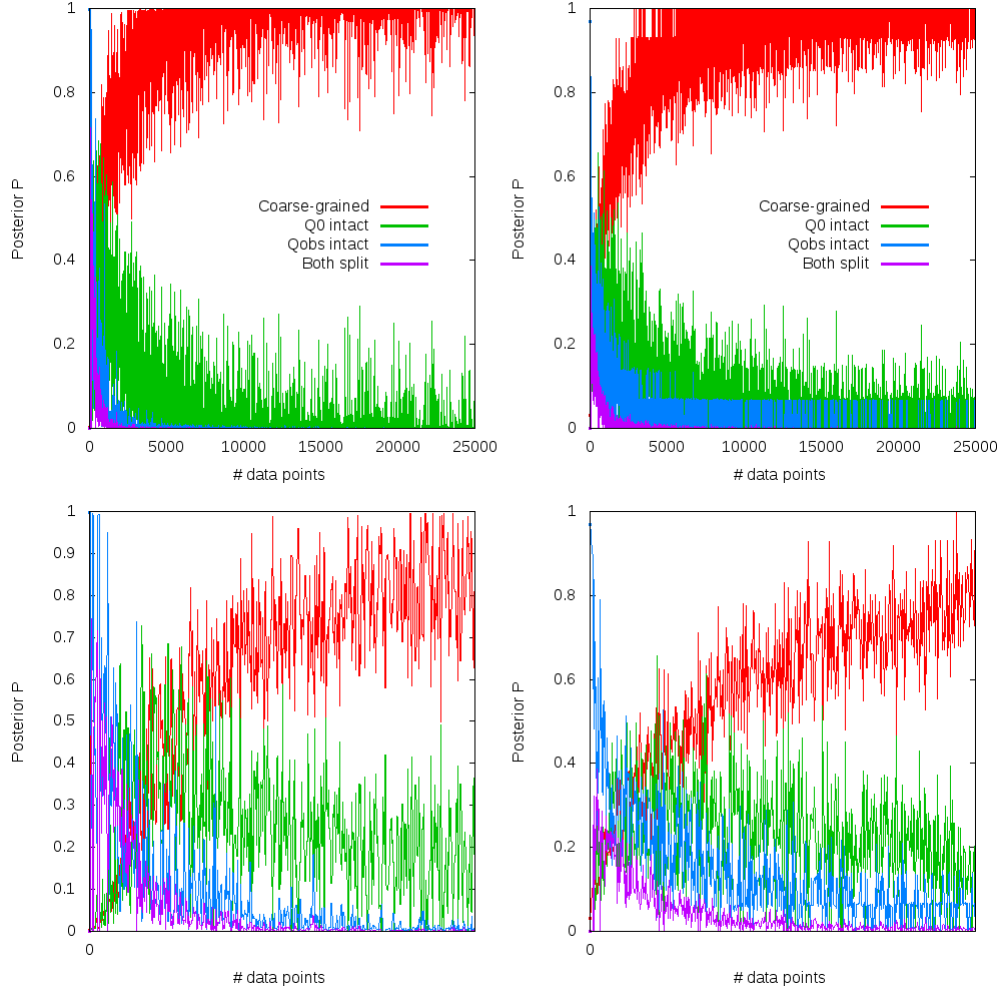 1
0.8
0.6
0.4
0.2
0
Posterior P
Coarse-grained
Q0 intact
Qobs intact
Both split
0 5000 10000 15000 20000 25000
# data points
1
0.8
0.6
0.4
0.2
0
Posterior P
Coarse-grained
Q0 intact
Qobs intact
Both split
0 5000 10000 15000 20000 25000
# data points
1
0.9
0.8
0.7
0.6
0.5
0.4
0.3
0.2
0.1
0
Posterior P
0
# data points
1
0.8
0.6
0.4
0.2
0
Posterior P
0
# data points